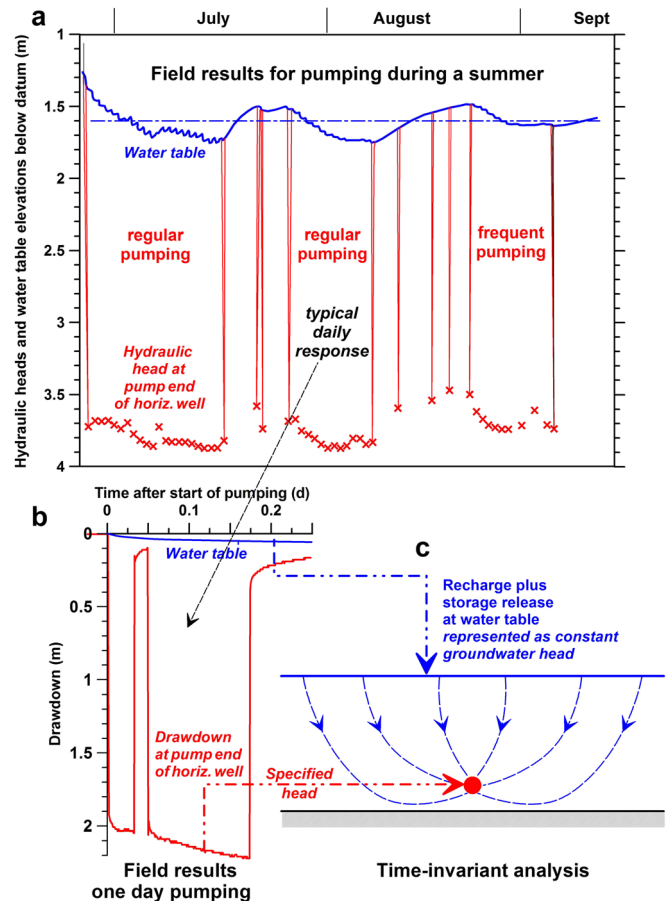 a
July
August
Sept
Hydraulic heads and water table elevations below datum (m)
1
1.5
2
2.5
3
3.5
4
Field results for pumping during a summer
Water table
regular
pumping
regular
pumping
frequent
pumping
typical
daily
response
Hydraulic
head at
pump end
of horiz. well
b
Time after start of pumping (d)
0
0.1
0.2
Drawdown (m)
0
0.5
1
1.5
2
Water table
Drawdown
at pump end
of horiz. well
Specified
head
Field results
one day pumping
c
Recharge plus
storage release
at water table
represented as constant
groundwater head
Time-invariant analysis